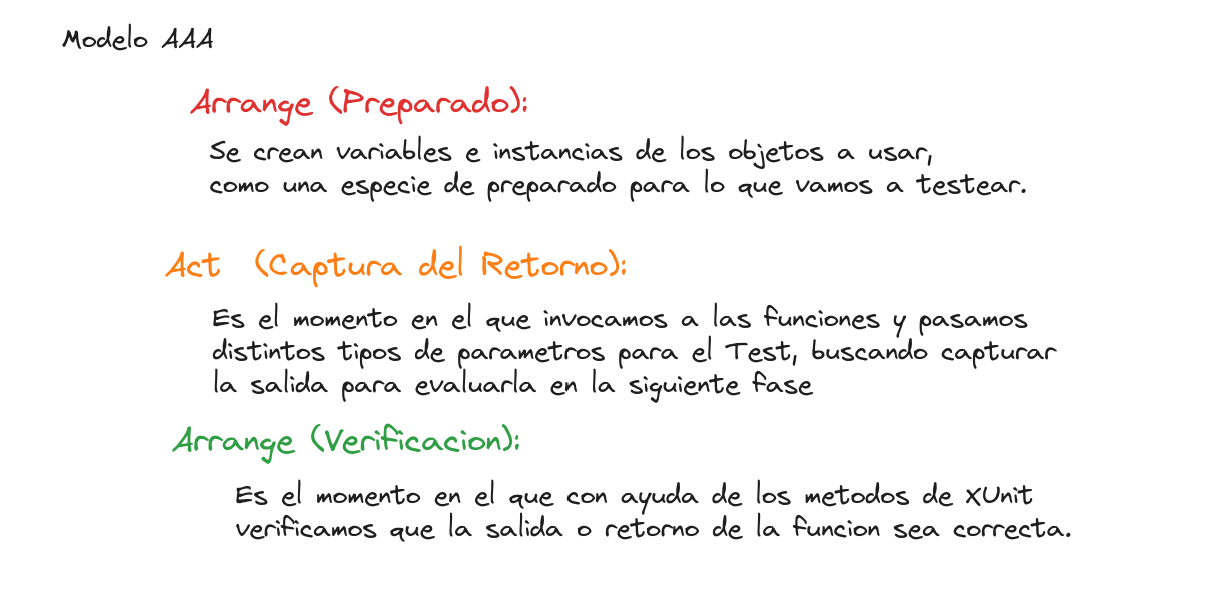 Modelo AAA
Arrange (Preparado):
Se crean variables e instancias de los objetos a usar,
como una especie de preparado para lo que vamos a testear.
Act (Captura del Retorno):
Es el momento en el que invocamos a las funciones y pasamos
distintos tipos de parametros para el Test, buscando capturar
la salida para evaluarla en la siguiente fase
Arrange (Verificacion):
Es el momento en el que con ayuda de los metodos de XUnit
verificamos que la salida o retorno de la funcion sea correcta.